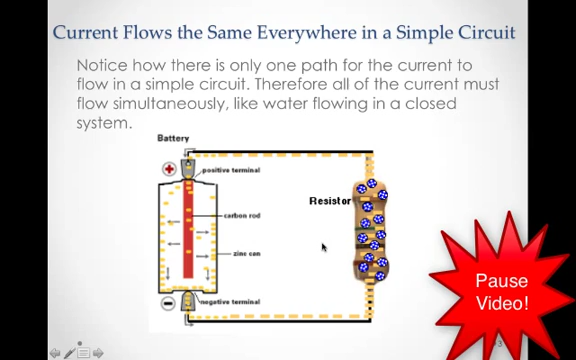 Current Flows the Same Everywhere in a Simple Circuit
Notice how there is only one path for the current to
flow in a simple circuit. Therefore all of the current must
flow simultaneously, like water flowing in a closed
system.
Battery
+
positive terminal
Resistor
carbon rod
zinc can
negative terminal
−
Pause
Video!
3